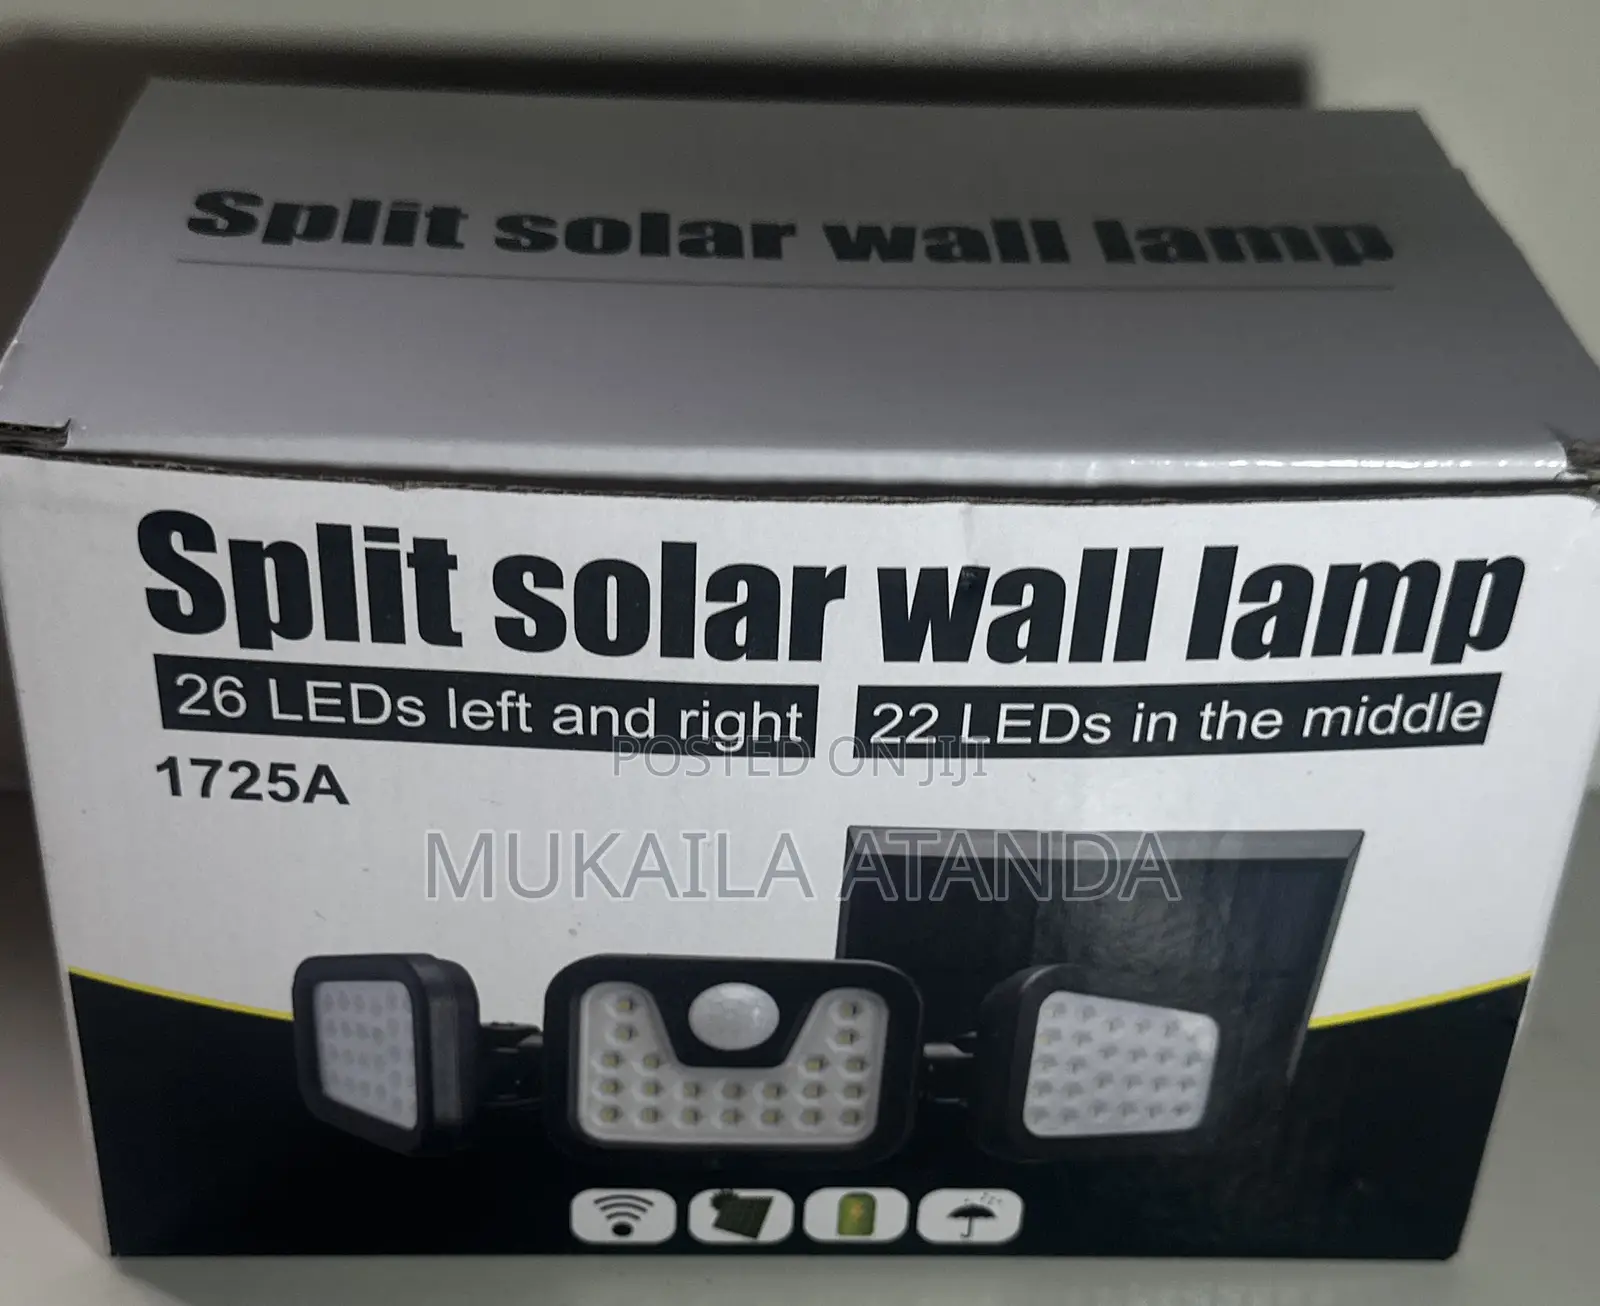 Split solar wall lamp
Split solar wall lamp
26 LEDs left and right 22 LEDs in the middle
1725A
POSTED ON JIJI
MUKAILA ATANDA